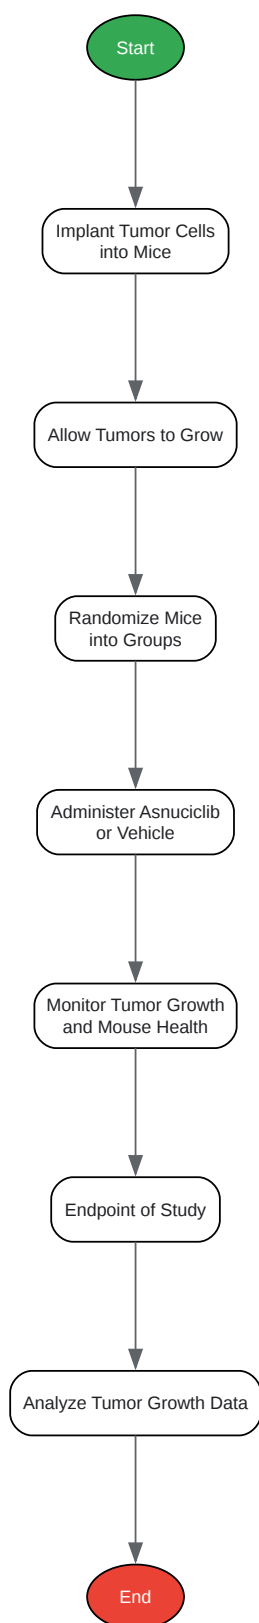 Start
Implant Tumor Cells
into Mice
Allow Tumors to Grow
Randomize Mice
into Groups
Administer Asnuciclib
or Vehicle
Monitor Tumor Growth
and Mouse Health
Endpoint of Study
Analyze Tumor Growth Data
End